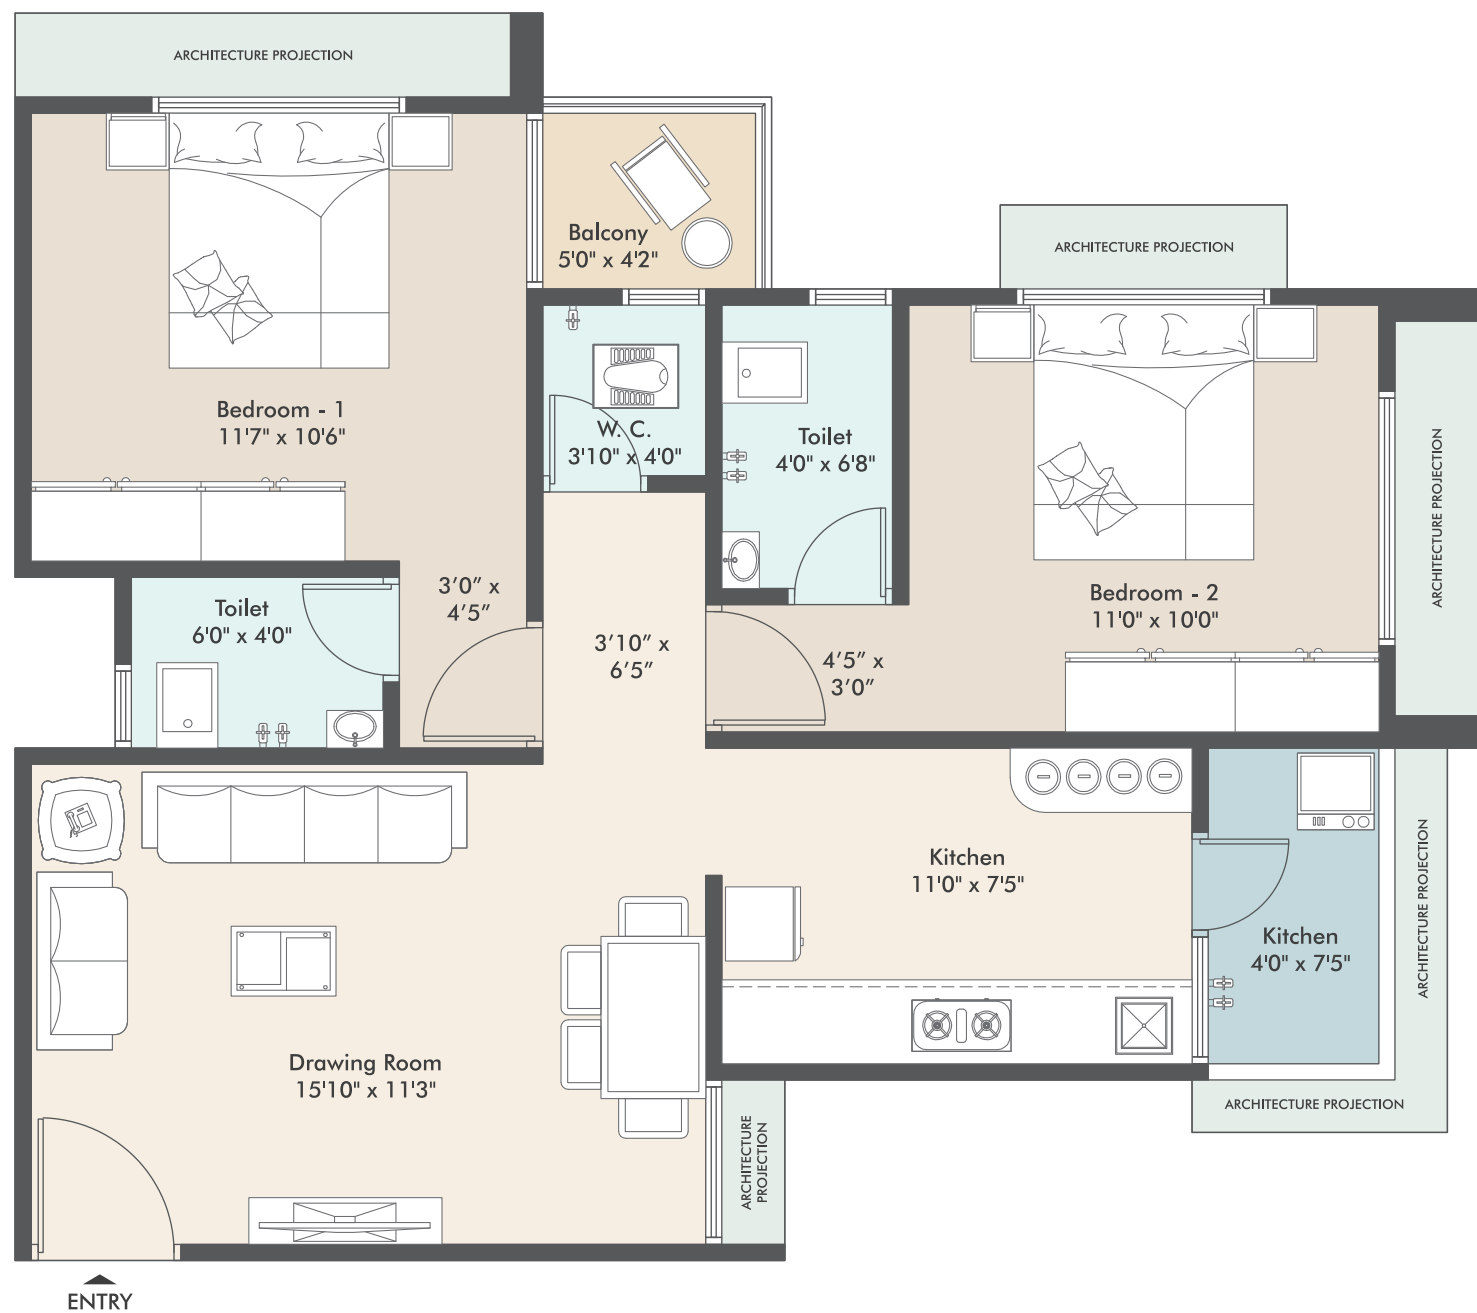 ARCHITECTURE PROJECTION
Balcony
5'0" x 4'2"
ARCHITECTURE PROJECTION
Bedroom - 1
11'7" x 10'6"
W. C.
3'10" x 4'0"
Toilet
4'0" x 6'8"
ARCHITECTURE PROJECTION
Bedroom - 2
11'0" x 10'0"
Toilet
6'0" x 4'0"
3’0” x
4’5”
3’10” x
6’5”
4’5” x
3’0”
Kitchen
11'0" x 7'5"
Kitchen
4'0" x 7'5"
ARCHITECTURE PROJECTION
Drawing Room
15'10" x 11'3"
ARCHITECTURE
PROJECTION
ARCHITECTURE PROJECTION
ENTRY